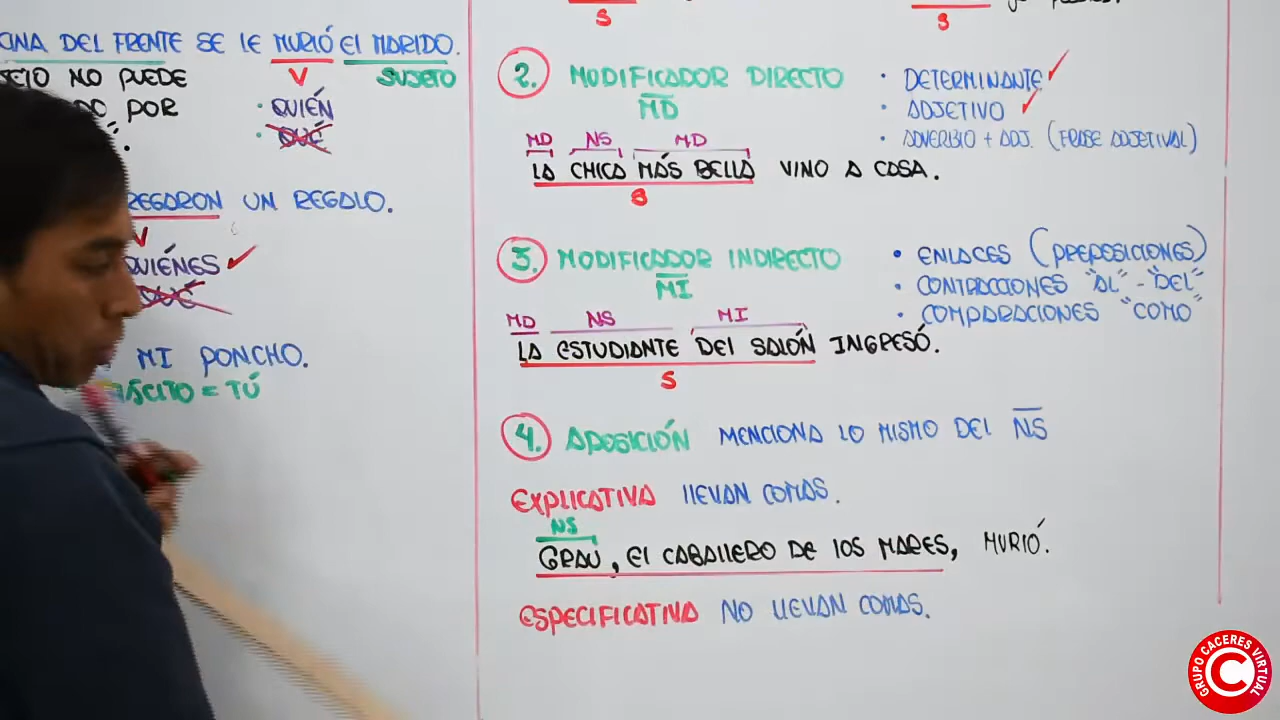 CINA DEL FRENTE SE LE MURIÓ EL MARIDO.
V SUJETO
JETO NO PUEDE
DO POR
• QUIÉN
• QUÉ
REGARON UN REGALO.
V
QUIÉNES
QUÉ
MI PONCHO.
TÁCITO = TÚ
S S
2. MODIFICADOR DIRECTO
MD
• DETERMINANTE
• ADJETIVO
• ADVERBIO + ADJ. (FRASE ADJETIVAL)
MD NS MD
LA CHICA MÁS BELLA VINO A CASA.
S
3. MODIFICADOR INDIRECTO
MI
• ENLACES (PREPOSICIONES)
• CONTRACCIONES "AL" - "DEL"
• COMPARACIONES "COMO"
MD NS MI
LA ESTUDIANTE DEL SALÓN INGRESÓ.
S
4. APOSICIÓN MENCIONA LO MISMO DEL NS
EXPLICATIVA LLEVAN COMAS.
NS
GRAU, EL CABALLERO DE LOS MARES, MURIÓ.
ESPECIFICATIVA NO LLEVAN COMAS.
GRUPO CACERES VIRTUAL
C